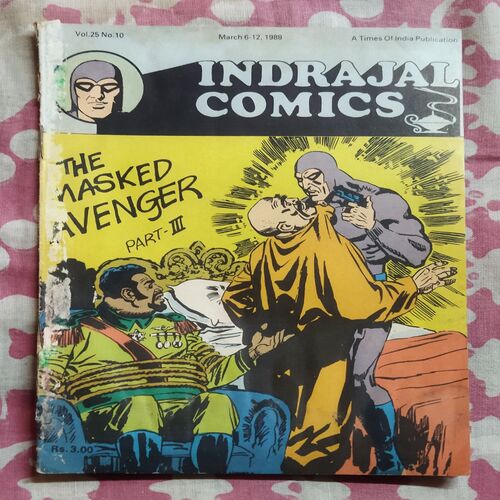 Vol.25 No.10
March 6-12, 1989
A Times Of India Publication
INDRAJAL
COMICS
THE
MASKED
AVENGER
PART-III
Rs. 3.00